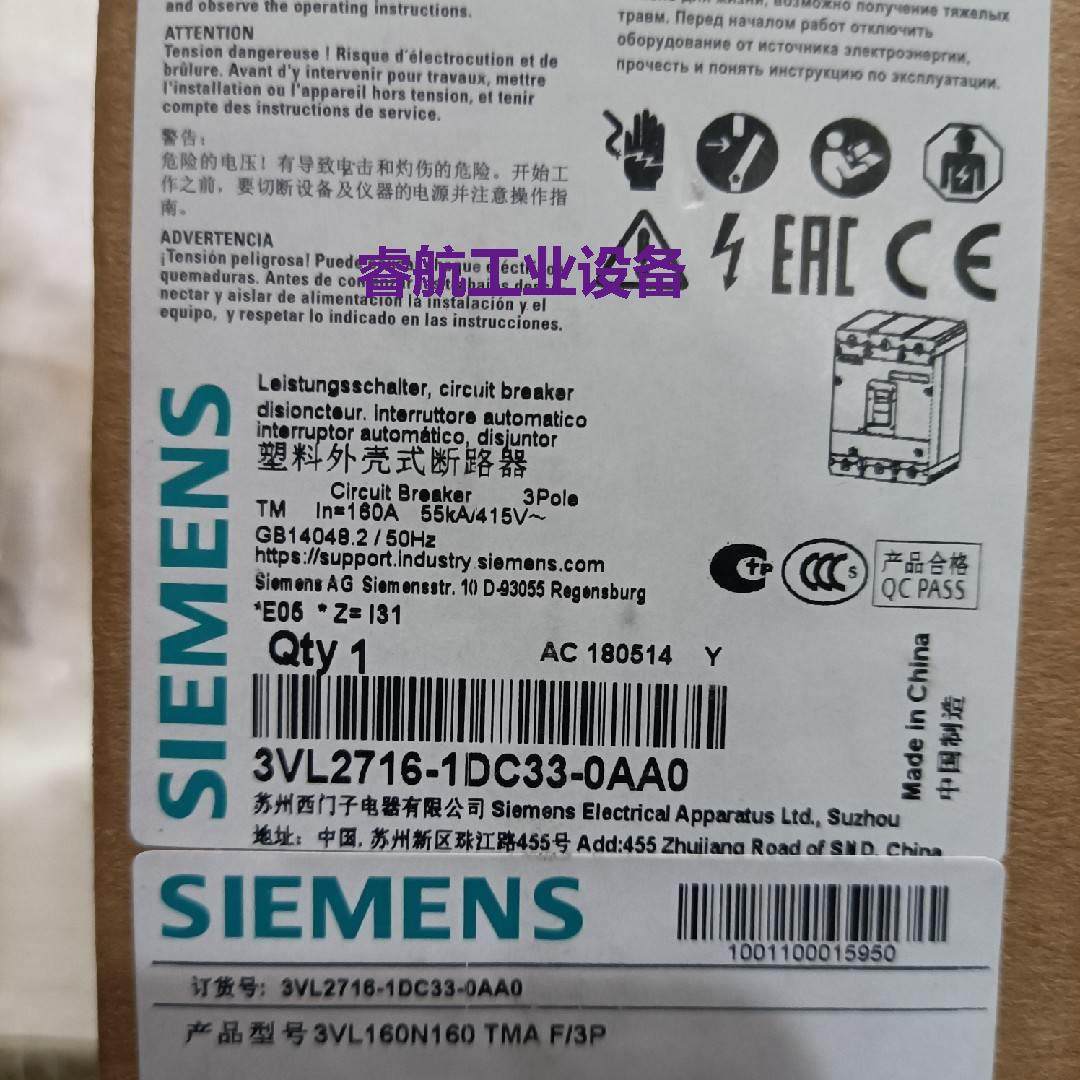 and observe the operating instructions.
ATTENTION
Tension dangereuse ! Risque d'électrocution et de
brûlure. Avant d'y intervenir pour travaux, mettre
l'installation ou l'appareil hors tension, et tenir
compte des instructions de service.
警告：
危险的电压！有导致电击和灼伤的危险。开始工
作之前，要切断设备及仪器的电源并注意操作指
南。
ADVERTENCIA
¡Tensión peligrosa! Puede
quemaduras. Antes de
nectar y aislar de alimentación la instalación y el
equipo, y respetar lo indicado en las instrucciones.
возможно получение тяжелых
травм. Перед началом работ отключить
оборудование от источника электроэнергии,
прочесть и понять инструкцию по эксплуатации.
睿航工业设备
EAC CE
SIEMENS
Leistungsschalter, circuit breaker
disioncteur. interruttore automatico
interruptor automático, disjuntor
塑料外壳式断路器
Circuit Breaker 3Pole
TM In=160A 55kA/415V~
GB14048.2 / 50Hz
https://support.industry.siemens.com
Siemens AG Siemensstr. 10 D-93055 Regensburg
*E06 * Z= I31
Qty 1 AC 180514 Y
CCC S
产品合格
QC PASS
Made in China
中国制造
3VL2716-1DC33-0AA0
苏州西门子电器有限公司 Siemens Electrical Apparatus Ltd., Suzhou
地址：中国. 苏州新区珠江路455号 Add:455 Zhujiang Road of S.N.D. China
SIEMENS
1001100015950
订货号: 3VL2716-1DC33-0AA0
产品型号 3VL160N160 TMA F/3P